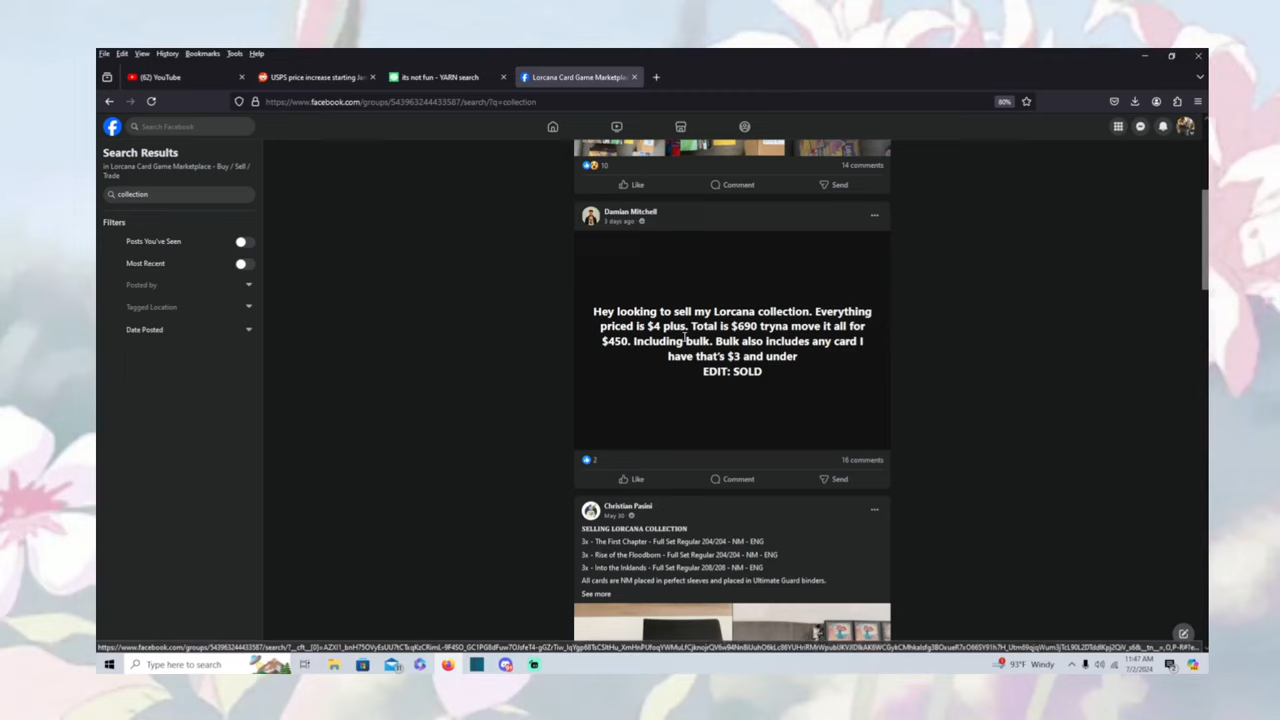 File Edit View History Bookmarks Tools Help
(62) YouTube
USPS price increase starting Jan
its not fun - YARN search
Lorcana Card Game Marketplac
https://www.facebook.com/groups/543963244433587/search/?q=collection
80%
Search Facebook
Search Results
in Lorcana Card Game Marketplace - Buy / Sell /
Trade
collection
Filters
Posts You've Seen
Most Recent
Posted by
Tagged Location
Date Posted
10
14 comments
Like Comment Send
Damian Mitchell
3 days ago
Hey looking to sell my Lorcana collection. Everything
priced is $4 plus. Total is $690 tryna move it all for
$450. Including bulk. Bulk also includes any card I
have that's $3 and under
EDIT: SOLD
2
16 comments
Like Comment Send
Christian Pasini
May 30
SELLING LORCANA COLLECTION
3x - The First Chapter - Full Set Regular 204/204 - NM - ENG
3x - Rise of the Floodborn - Full Set Regular 204/204 - NM - ENG
3x - Into the Inklands - Full Set Regular 208/208 - NM - ENG
All cards are NM placed in perfect sleeves and placed in Ultimate Guard binders.
See more
Type here to search
93°F Windy
11:47 AM
7/2/2024